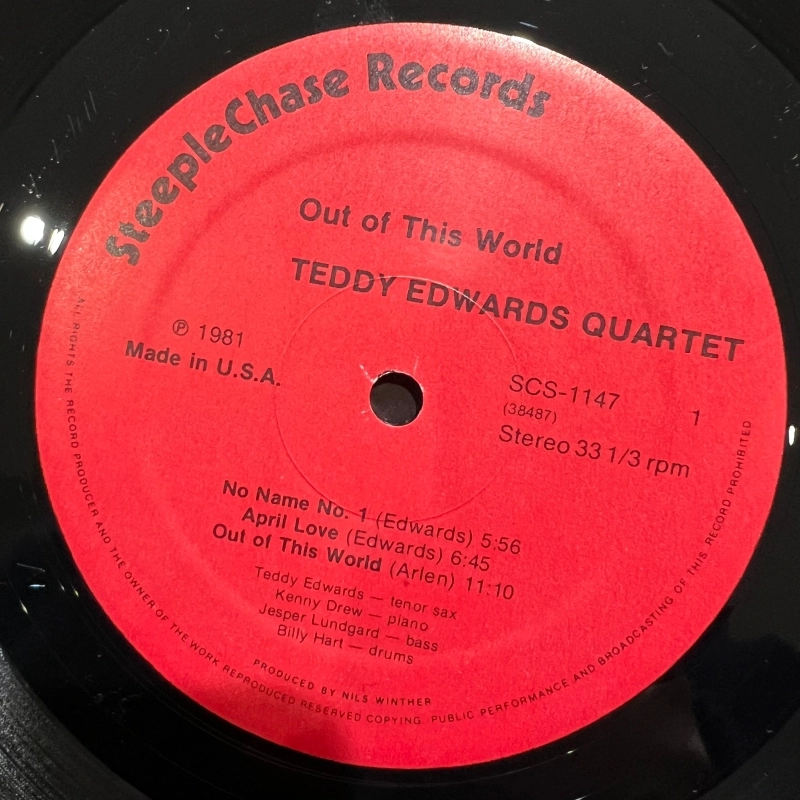 SteepleChase Records
Out of This World
TEDDY EDWARDS QUARTET
℗ 1981
Made in U.S.A.
SCS-1147
1
(38487)
Stereo 33 1/3 rpm
No Name No. 1 (Edwards) 5:56
April Love (Edwards) 6:45
Out of This World (Arlen) 11:10
Teddy Edwards — tenor sax
Kenny Drew — piano
Jesper Lundgard — bass
Billy Hart — drums
PRODUCED BY NILS WINTHER
ALL RIGHTS THE RECORD PRODUCER AND THE OWNER OF THE WORK REPRODUCED RESERVED COPYING. PUBLIC PERFORMANCE AND BROADCASTING OF THIS RECORD PROHIBITED